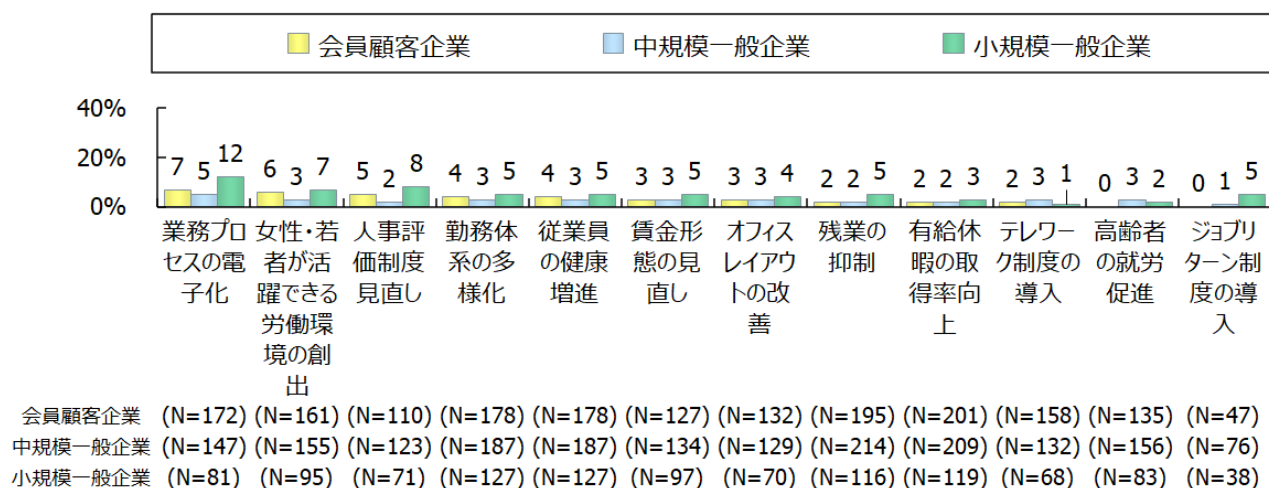 会員顧客企業 中規模一般企業 小規模一般企業
40%
20%
0%
7 5 12 6 3 7 5 2 8 4 3 5 4 3 5 3 3 5 3 3 4 2 2 5 2 2 3 2 3 1 0 3 2 0 1 5
業務プロ
セスの電
子化
女性・若
者が活
躍できる
労働環
境の創
出
人事評
価制度
見直し
勤務体
系の多
様化
従業員
の健康
増進
賃金形
態の見
直し
オフィス
レイアウ
トの改
善
残業の
抑制
有給休
暇の取
得率向
上
テレワー
ク制度の
導入
高齢者
の就労
促進
ジョブリ
ターン制
度の導
入
会員顧客企業 (N=172) (N=161) (N=110) (N=178) (N=178) (N=127) (N=132) (N=195) (N=201) (N=158) (N=135) (N=47)
中規模一般企業 (N=147) (N=155) (N=123) (N=187) (N=187) (N=134) (N=129) (N=214) (N=209) (N=132) (N=156) (N=76)
小規模一般企業 (N=81) (N=95) (N=71) (N=127) (N=127) (N=97) (N=70) (N=116) (N=119) (N=68) (N=83) (N=38)